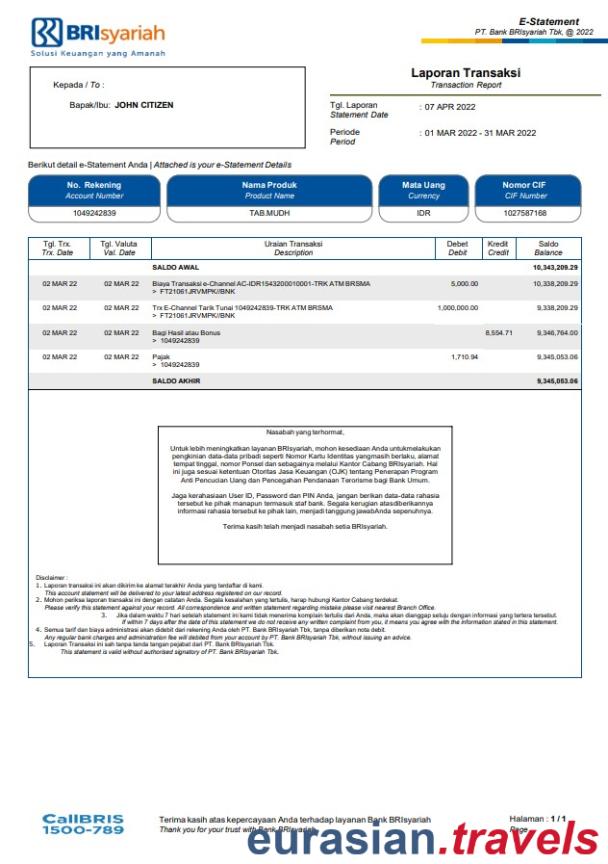 BRIsyariah
Solusi Keuangan yang Amanah
E-Statement
PT. Bank BRIsyariah Tbk, @ 2022
Kepada / To :
Bapak/Ibu: JOHN CITIZEN
Laporan Transaksi
Transaction Report
Tgl. Laporan : 07 APR 2022
Statement Date
Periode : 01 MAR 2022 - 31 MAR 2022
Period
Berikut detail e-Statement Anda | Attached is your e-Statement Details
No. Rekening Nama Produk Mata Uang Nomor CIF
Account Number Product Name Currency CIF Number
1049242839 TAB.MUDH IDR 1027587168
Tgl. Trx. Tgl. Valuta Uraian Transaksi Debet Kredit Saldo
Trx. Date Val. Date Description Debit Credit Balance
SALDO AWAL 10,343,209.29
02 MAR 22 02 MAR 22 Biaya Transaksi e-Channel AC-IDR1543200010001-TRK ATM BRSMA 5,000.00 10,338,209.29
> FT21061JRVMPK//BNK
02 MAR 22 02 MAR 22 Trx E-Channel Tarik Tunai 1049242839-TRK ATM BRSMA 1,000,000.00 9,338,209.29
> FT21061JRVMPK//BNK
02 MAR 22 02 MAR 22 Bagi Hasil atau Bonus 8,554.71 9,346,764.00
> 1049242839
02 MAR 22 02 MAR 22 Pajak 1,710.94 9,345,053.06
> 1049242839
SALDO AKHIR 9,345,053.06
Nasabah yang terhormat,
Untuk lebih meningkatkan layanan BRIsyariah, mohon kesediaan Anda untukmelakukan
pengkinian data-data pribadi seperti Nomor Kartu Identitas yangmasih berlaku, alamat
tempat tinggal, nomor Ponsel dan sebagainya melalui Kantor Cabang BRIsyariah. Hal
ini juga sesuai ketentuan Otoritas Jasa Keuangan (OJK) tentang Penerapan Program
Anti Pencucian Uang dan Pencegahan Pendanaan Terorisme bagi Bank Umum.
Jaga kerahasiaan User ID, Password dan PIN Anda, jangan berikan data-data rahasia
tersebut ke pihak manapun termasuk staf bank. Segala kerugian atasdiberikannya
informasi rahasia tersebut ke pihak lain, menjadi tanggung jawabAnda sepenuhnya.
Terima kasih telah menjadi nasabah setia BRIsyariah.
Disclaimer :
1. Laporan transaksi ini akan dikirim ke alamat terakhir Anda yang terdaftar di kami.
This account statement will be delivered to your latest address registered on our record.
2. Mohon periksa laporan transaksi ini dengan catatan Anda. Segala kesalahan yang tertulis, harap hubungi Kantor Cabang terdekat.
Please verify this statement against your record. All correspondence and written statement regarding mistake please visit nearest Branch Office.
3. Jika dalam waktu 7 hari setelah statement ini kami tidak menerima komplain tertulis dari Anda, maka akan dianggap setuju dengan informasi yang tertera tersebut.
If within 7 days after the date of this statement we do not receive any written complaint from you, it means you agree with the information stated in this statement.
4. Semua tarif dan biaya administrasi akan didebit dari rekening Anda oleh PT. Bank BRIsyariah Tbk, tanpa diberikan nota debit.
Any regular bank charges and administration fee will debited from your account by PT. Bank BRIsyariah Tbk, without issuing an advice.
5. Laporan Transaksi ini sah tanpa tanda tangan pejabat dari PT. Bank BRIsyariah Tbk.
This statement is valid without authorised signatory of PT. Bank BRIsyariah Tbk.
CallBRIS
1500-789
Terima kasih atas kepercayaan Anda terhadap layanan Bank BRIsyariah
Thank you for your trust with Bank BRIsyariah
Halaman : 1 / 1
Page
eurasian.travels